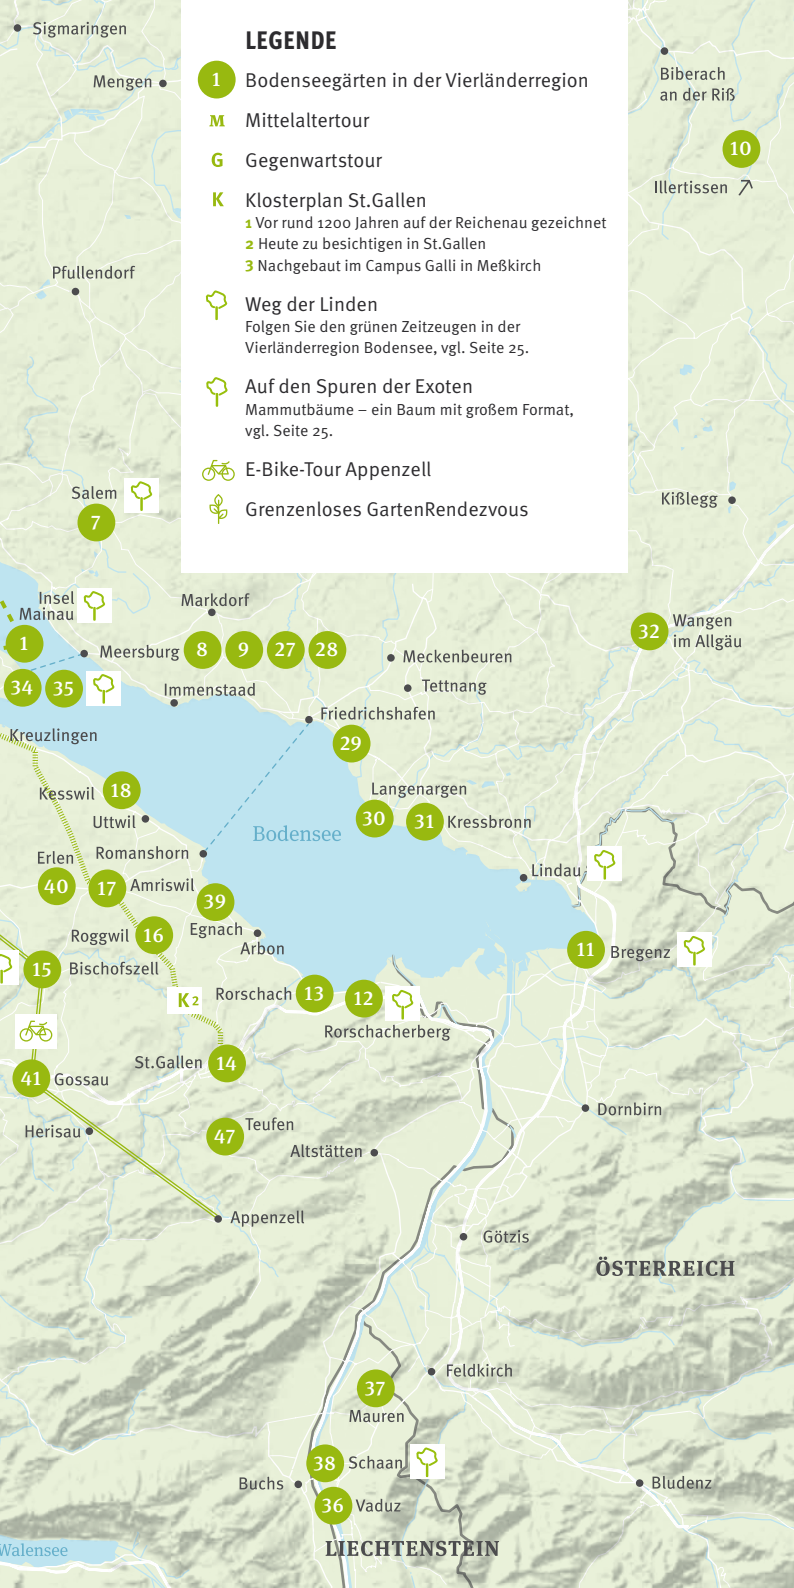 Sigmaringen
Mengen
Pfullendorf
LEGENDE
1 Bodenseegärten in der Vierländerregion
M Mittelaltertour
G Gegenwartstour
K Klosterplan St.Gallen
1 Vor rund 1200 Jahren auf der Reichenau gezeichnet
2 Heute zu besichtigen in St.Gallen
3 Nachgebaut im Campus Galli in Meßkirch
Weg der Linden
Folgen Sie den grünen Zeitzeugen in der
Vierländerregion Bodensee, vgl. Seite 25.
Auf den Spuren der Exoten
Mammutbäume – ein Baum mit großem Format,
vgl. Seite 25.
E-Bike-Tour Appenzell
Grenzenloses GartenRendezvous
Biberach
an der Riß
10
Illertissen
Salem
7
Kißlegg
Insel
Mainau
1
Markdorf
32 Wangen
im Allgäu
Meersburg 8 9 27 28
Meckenbeuren
34 35
Immenstaad
Tettnang
Friedrichshafen
29
Kreuzlingen
Kesswil 18
Langenargen
30
31 Kressbronn
Uttwil
Bodensee
Romanshorn
Erlen
40
17 Amriswil
39
Egnach
Lindau
Roggwil 16
Arbon
11 Bregenz
15 Bischofszell
K 2
Rorschach 13
12
Rorschacherberg
St.Gallen 14
41 Gossau
Dornbirn
Herisau
47 Teufen
Altstätten
Appenzell
Götzis
ÖSTERREICH
Feldkirch
37
Mauren
38 Schaan
Buchs
Bludenz
36 Vaduz
Walensee
LIECHTENSTEIN